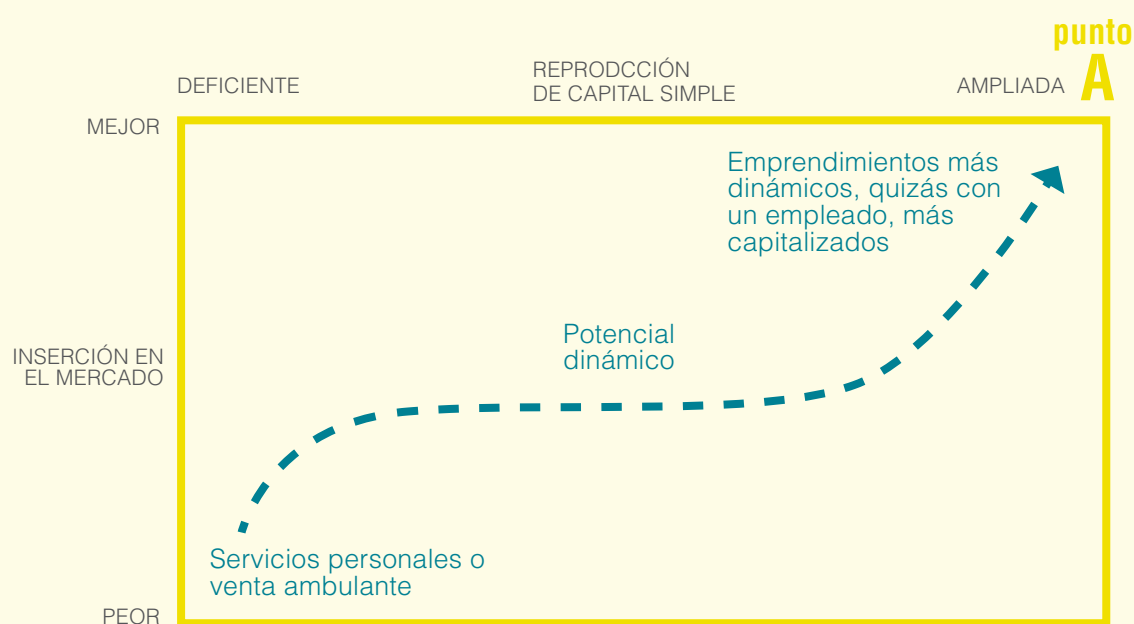 punto
A
DEFICIENTE
REPRODCCIÓN
DE CAPITAL SIMPLE
AMPLIADA
MEJOR
Emprendimientos más
dinámicos, quizás con
un empleado, más
capitalizados
Potencial
dinámico
INSERCIÓN EN
EL MERCADO
Servicios personales o
venta ambulante
PEOR